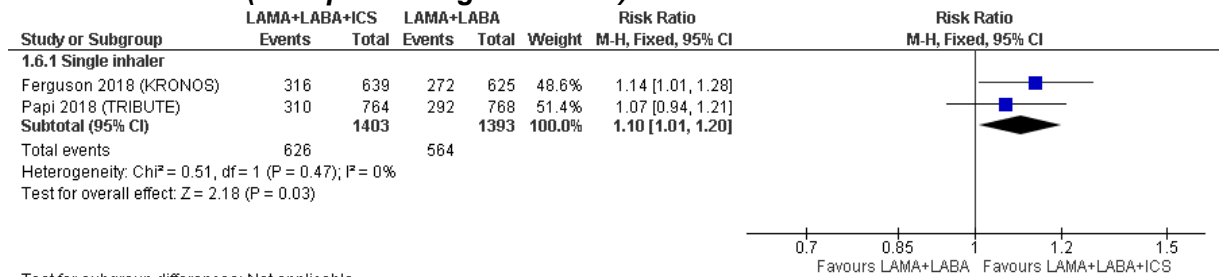 LAMA+LABA+ICS LAMA+LABA Risk Ratio Risk Ratio
Study or Subgroup Events Total Events Total Weight M-H, Fixed, 95% CI M-H, Fixed, 95% CI
1.6.1 Single inhaler
Ferguson 2018 (KRONOS) 316 639 272 625 48.6% 1.14 [1.01, 1.28]
Papi 2018 (TRIBUTE) 310 764 292 768 51.4% 1.07 [0.94, 1.21]
Subtotal (95% CI) 1403 1393 100.0% 1.10 [1.01, 1.20]
Total events 626 564
Heterogeneity: Chi² = 0.51, df = 1 (P = 0.47); I² = 0%
Test for overall effect: Z = 2.18 (P = 0.03)
0.7 0.85 1 1.2 1.5
Favours LAMA+LABA Favours LAMA+LABA+ICS
Test for subgroup differences: Not applicable